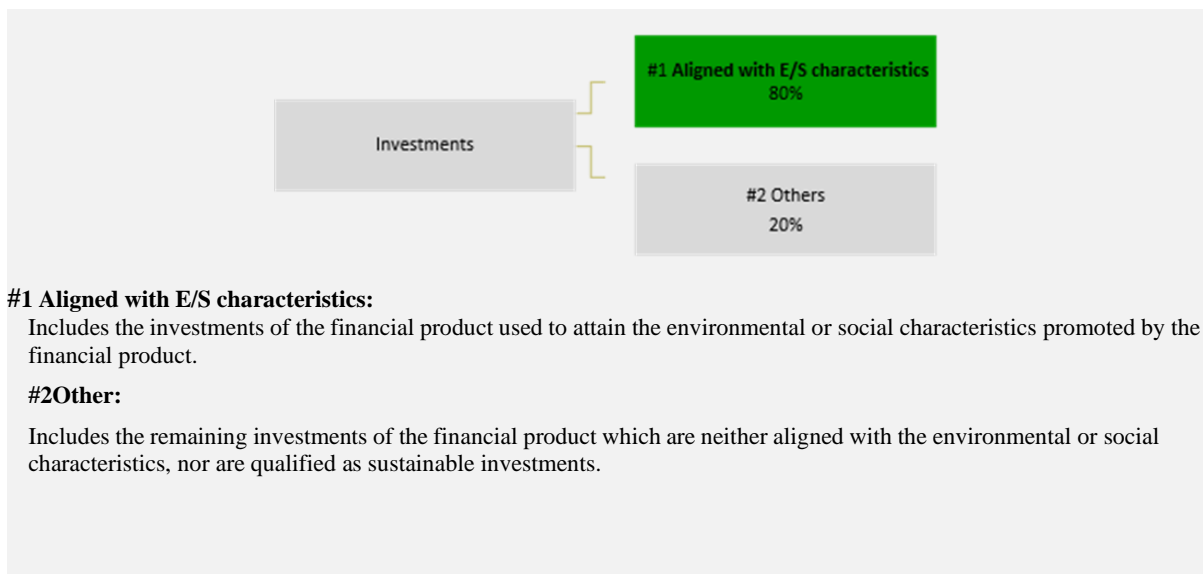 #1 Aligned with E/S characteristics
80%
Investments
#2 Others
20%
#1 Aligned with E/S characteristics:
Includes the investments of the financial product used to attain the environmental or social characteristics promoted by the
financial product.
#2Other:
Includes the remaining investments of the financial product which are neither aligned with the environmental or social
characteristics, nor are qualified as sustainable investments.